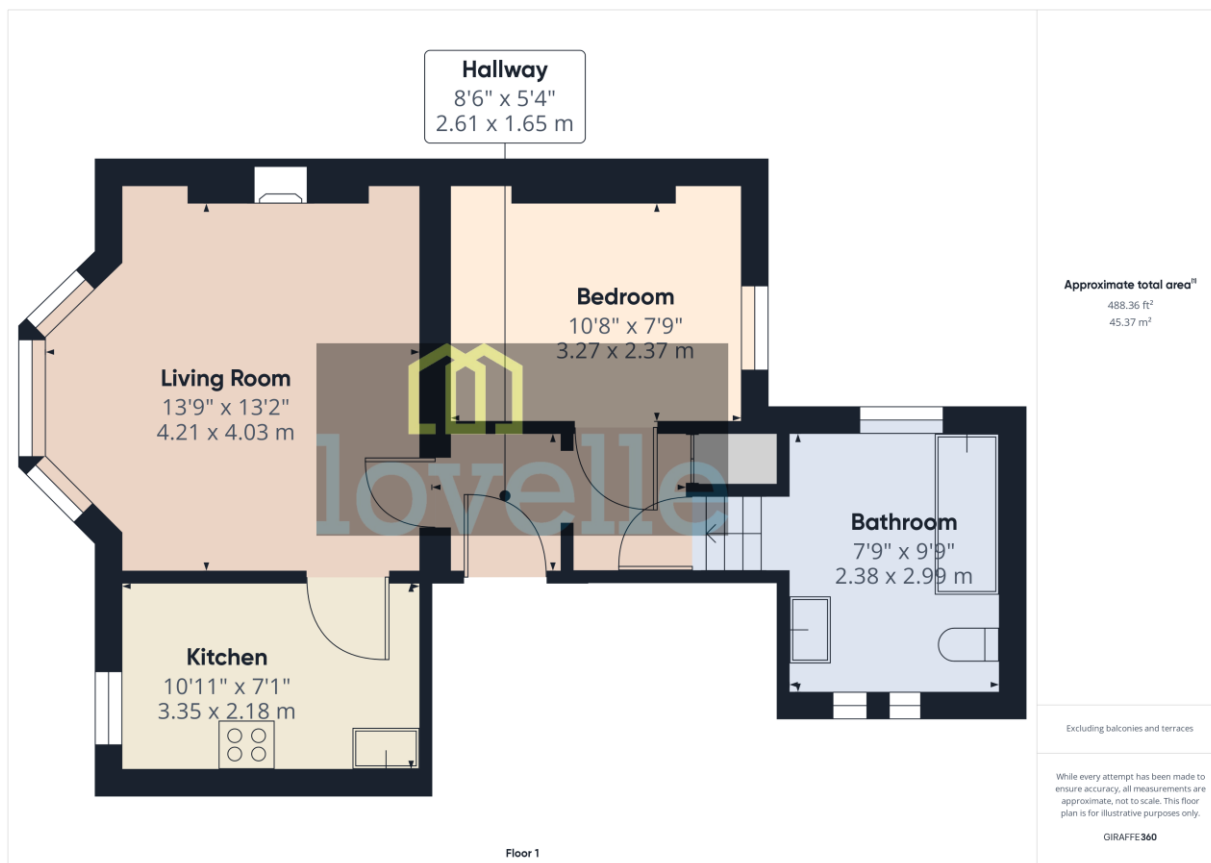 Hallway
8'6" x 5'4"
2.61 x 1.65 m
Bedroom
10'8" x 7'9"
3.27 x 2.37 m
Living Room
13'9" x 13'2"
4.21 x 4.03 m
lovelle
Bathroom
7'9" x 9'9"
2.38 x 2.99 m
Kitchen
10'11" x 7'1"
3.35 x 2.18 m
Floor 1
Approximate total area⁽¹⁾
488.36 ft²
45.37 m²
Excluding balconies and terraces
While every attempt has been made to
ensure accuracy, all measurements are
approximate, not to scale. This floor
plan is for illustrative purposes only.
GIRAFFE360